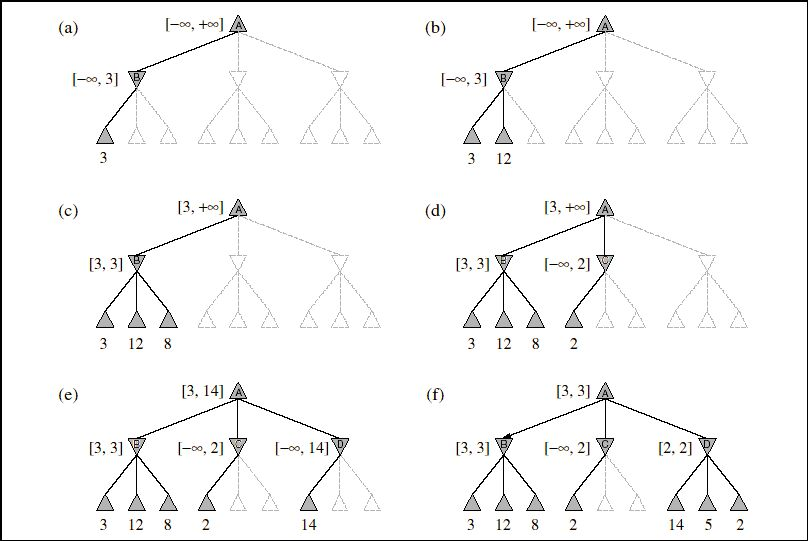 (a) [−∞, +∞] A
[−∞, 3] B
3
(b) [−∞, +∞] A
[−∞, 3] B
3 12
(c) [3, +∞] A
[3, 3] B
3 12 8
(d) [3, +∞] A
[3, 3] B [−∞, 2] C
3 12 8 2
(e) [3, 14] A
[3, 3] B [−∞, 2] C [−∞, 14] D
3 12 8 2 14
(f) [3, 3] A
[3, 3] B [−∞, 2] C [2, 2] D
3 12 8 2 14 5 2